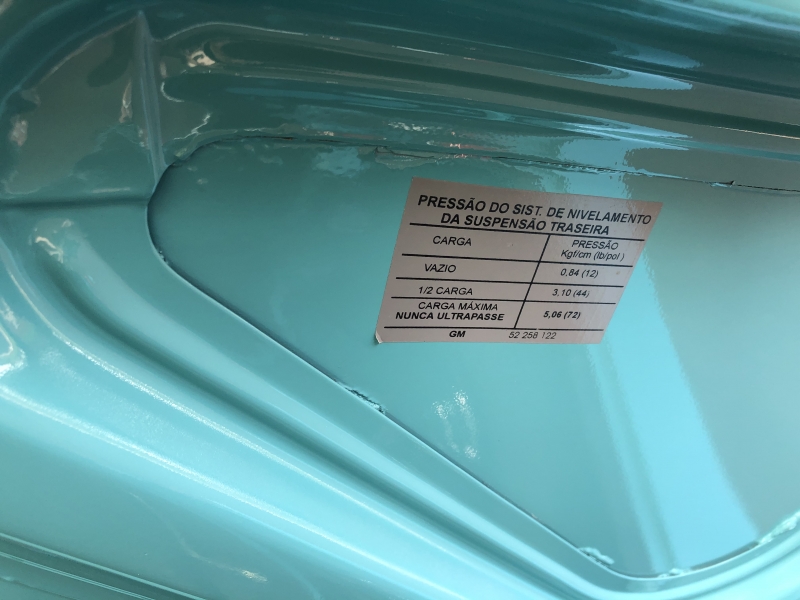 PRESSÃO DO SIST. DE NIVELAMENTO
DA SUSPENSÃO TRASEIRA
CARGA
PRESSÃO
Kgf/cm (lb/pol )
VAZIO
0,84 (12)
1/2 CARGA
3,10 (44)
CARGA MÁXIMA
NUNCA ULTRAPASSE
5,06 (72)
GM
52 258 122